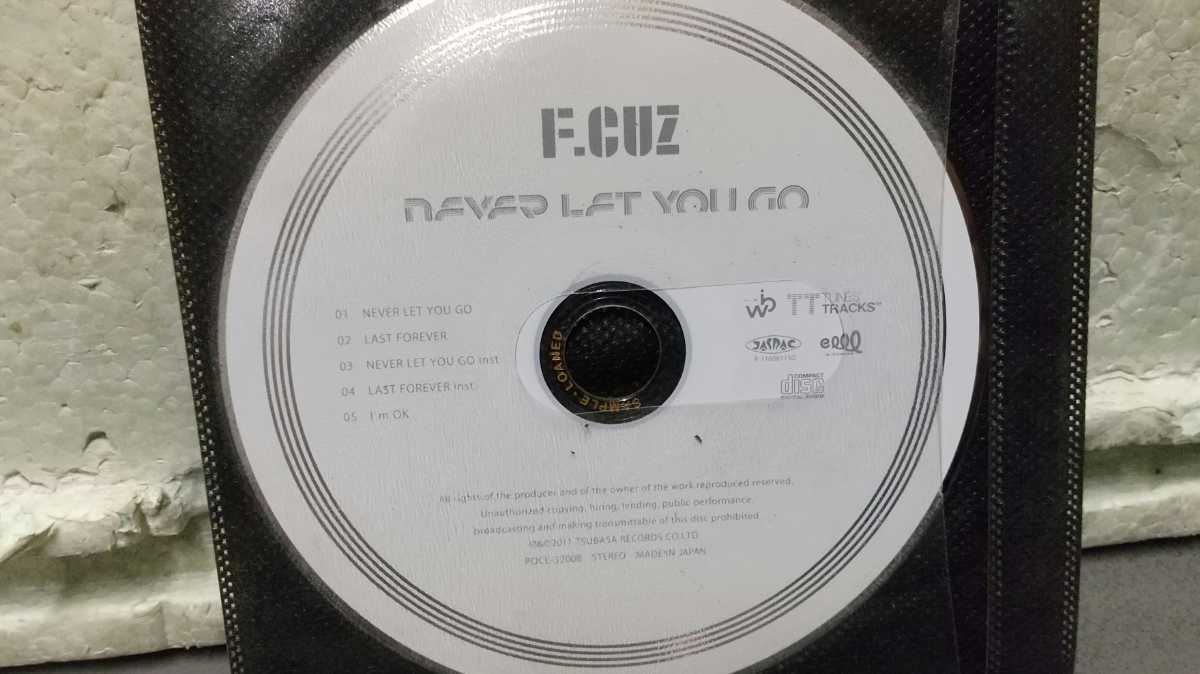 F.CUZ
NEVER LET YOU GO
01 NEVER LET YOU GO
02 LAST FOREVER
03 NEVER LET YOU GO inst.
04 LAST FOREVER inst.
05 I'm OK
TT TUNES TRACKS
JASRAC
COMPACT
disc
DIGITAL AUDIO
SAMPLE・LOANED
All rights of the producer and of the owner of the work reproduced reserved.
Unauthorized copying, hiring, lending, public performance,
broadcasting and making transmittable of this disc prohibited.
℗&©2011 TSUBASA RECORDS CO.LTD
STEREO MADE IN JAPAN